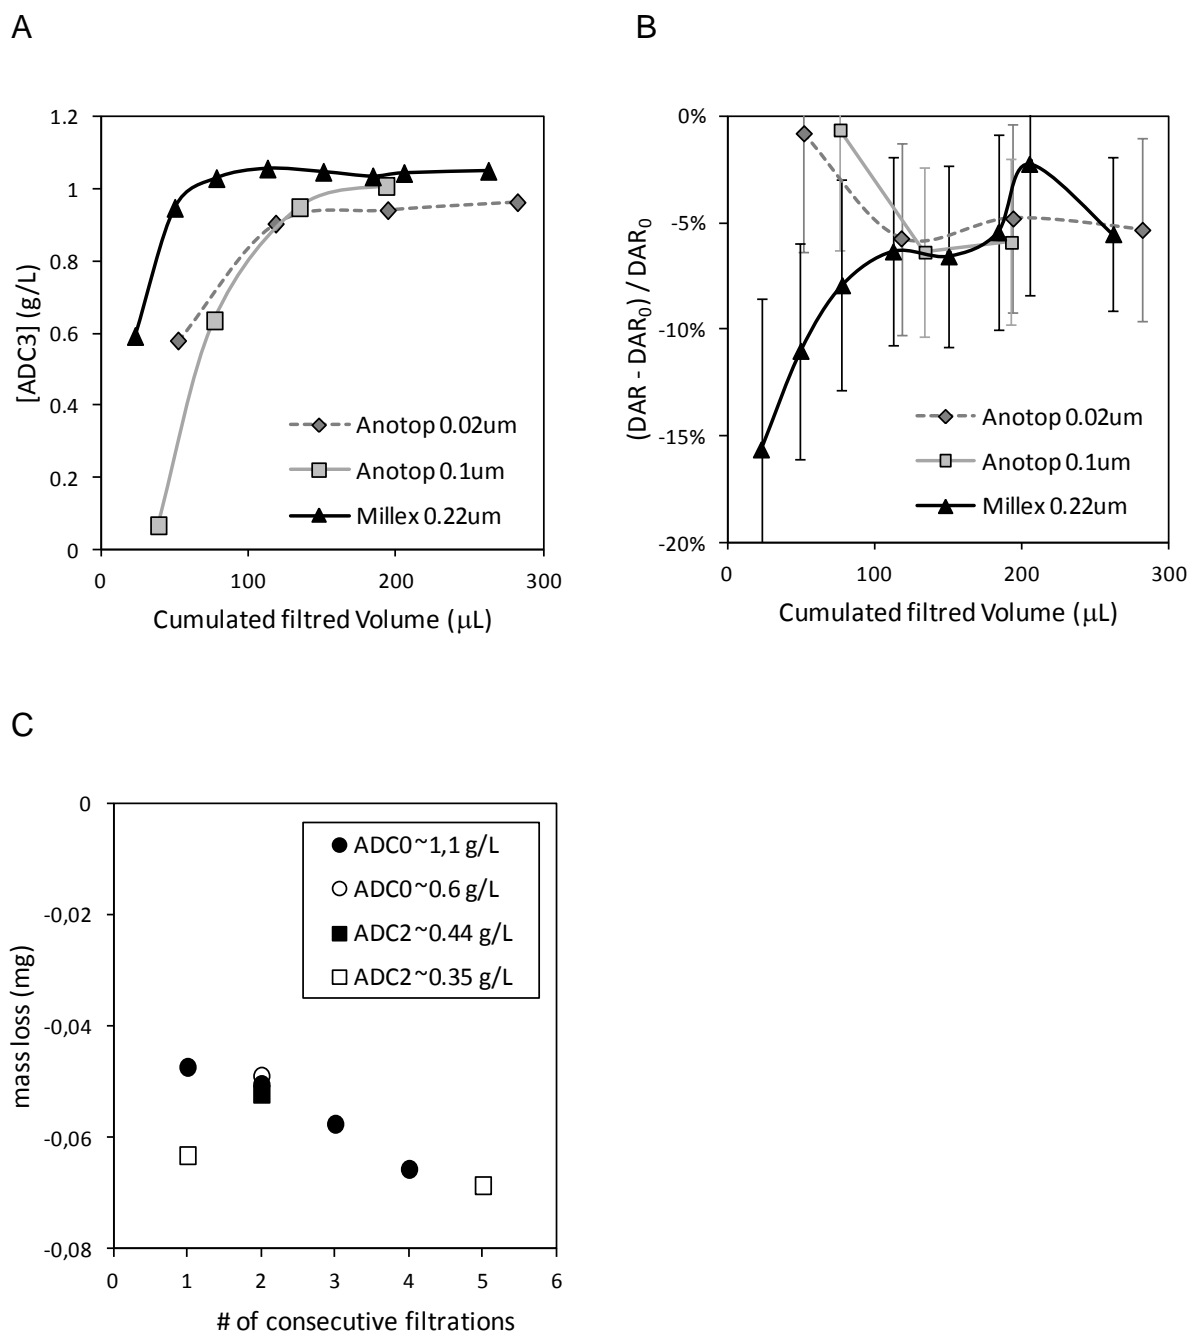 A
B
1.2
1
0.8
0.6
0.4
0.2
0
0
100
200
300
[ADC3] (g/L)
Cumulated filtred Volume (μL)
Anotop 0.02um
Anotop 0.1um
Millex 0.22um
0%
-5%
-10%
-15%
-20%
0
100
200
300
(DAR - DAR₀) / DAR₀
Cumulated filtred Volume (μL)
Anotop 0.02um
Anotop 0.1um
Millex 0.22um
C
0
-0,02
-0,04
-0,06
-0,08
0
1
2
3
4
5
6
mass loss (mg)
# of consecutive filtrations
ADC0~1,1 g/L
ADC0~0.6 g/L
ADC2~0.44 g/L
ADC2~0.35 g/L